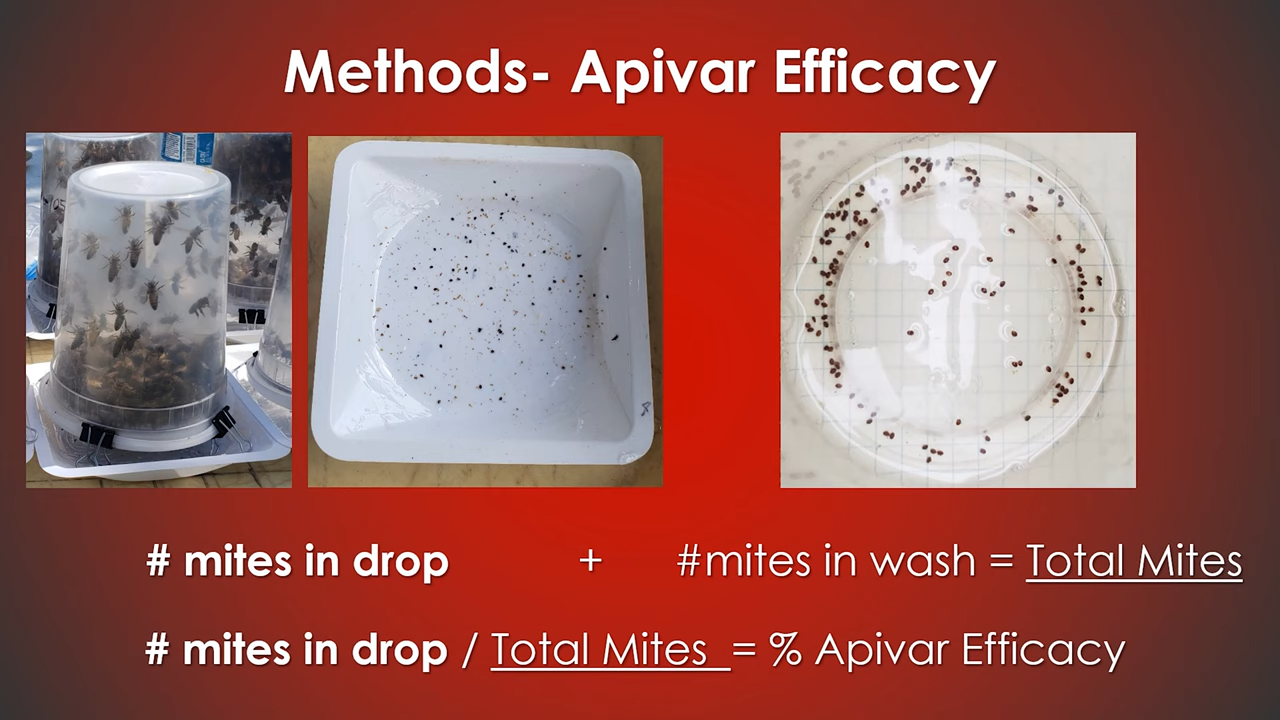 Methods- Apivar Efficacy
# mites in drop + #mites in wash = Total Mites
# mites in drop / Total Mites = % Apivar Efficacy